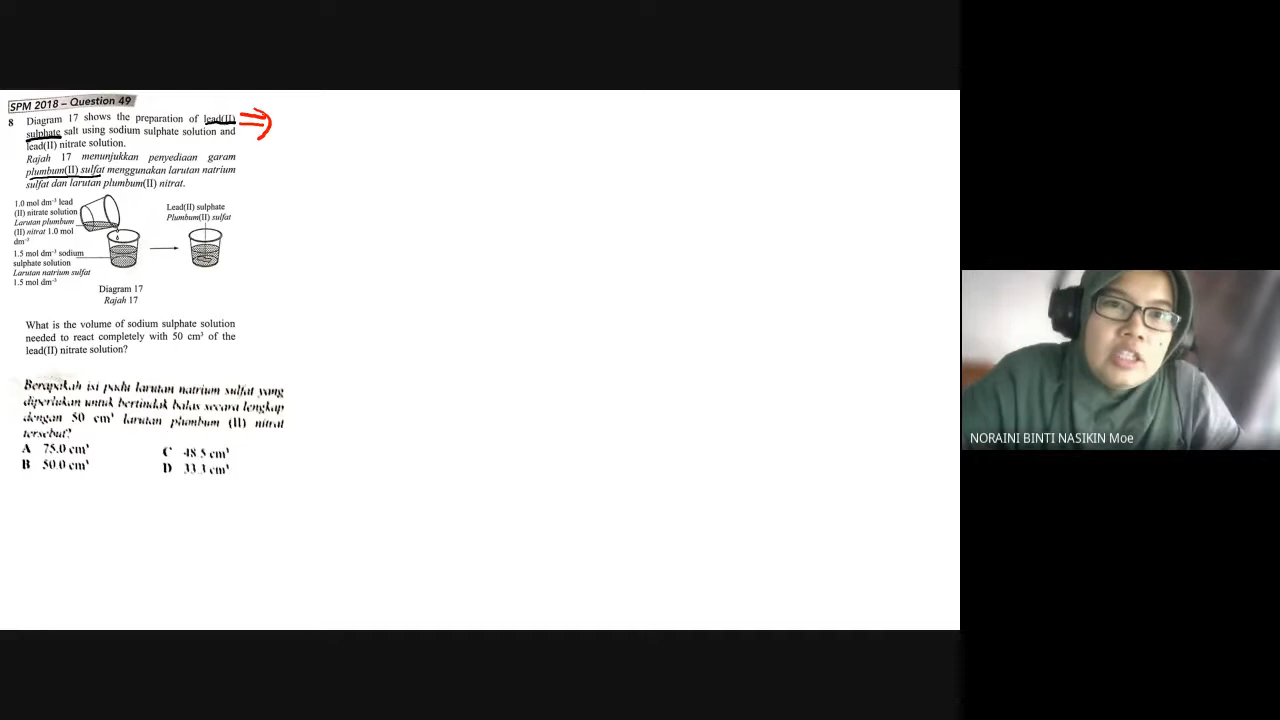 SPM 2018 – Question 49
8 Diagram 17 shows the preparation of lead(II)
sulphate salt using sodium sulphate solution and
lead(II) nitrate solution.
Rajah 17 menunjukkan penyediaan garam
plumbum(II) sulfat menggunakan larutan natrium
sulfat dan larutan plumbum(II) nitrat.
1.0 mol dm⁻³ lead
(II) nitrate solution
Larutan plumbum
(II) nitrat 1.0 mol
dm⁻³
1.5 mol dm⁻³ sodium
sulphate solution
Larutan natrium sulfat
1.5 mol dm⁻³
Lead(II) sulphate
Plumbum(II) sulfat
Diagram 17
Rajah 17
What is the volume of sodium sulphate solution
needed to react completely with 50 cm³ of the
lead(II) nitrate solution?
Berapakah isi padu larutan natrium sulfat yang
diperlukan untuk bertindak balas secara lengkap
dengan 50 cm³ larutan plumbum (II) nitrat
tersebut?
A 75.0 cm³ C 48.5 cm³
B 50.0 cm³ D 33.3 cm³
NORAINI BINTI NASIKIN Moe